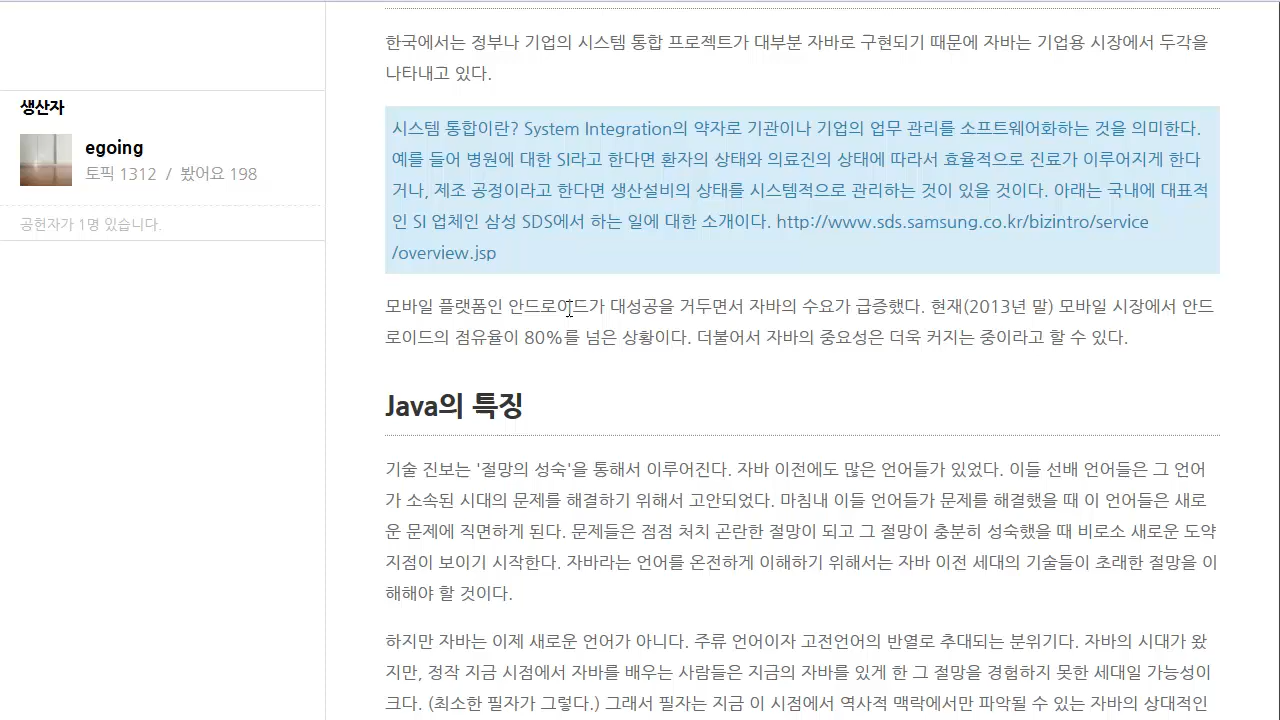 생산자
egoing
토픽 1312 / 봤어요 198
공헌자가 1명 있습니다.
한국에서는 정부나 기업의 시스템 통합 프로젝트가 대부분 자바로 구현되기 때문에 자바는 기업용 시장에서 두각을
나타내고 있다.
시스템 통합이란? System Integration의 약자로 기관이나 기업의 업무 관리를 소프트웨어화하는 것을 의미한다.
예를 들어 병원에 대한 SI라고 한다면 환자의 상태와 의료진의 상태에 따라서 효율적으로 진료가 이루어지게 한다
거나, 제조 공정이라고 한다면 생산설비의 상태를 시스템적으로 관리하는 것이 있을 것이다. 아래는 국내에 대표적
인 SI 업체인 삼성 SDS에서 하는 일에 대한 소개이다. http://www.sds.samsung.co.kr/bizintro/service
/overview.jsp
모바일 플랫폼인 안드로이드가 대성공을 거두면서 자바의 수요가 급증했다. 현재(2013년 말) 모바일 시장에서 안드
로이드의 점유율이 80%를 넘은 상황이다. 더불어서 자바의 중요성은 더욱 커지는 중이라고 할 수 있다.
Java의 특징
기술 진보는 '절망의 성숙'을 통해서 이루어진다. 자바 이전에도 많은 언어들가 있었다. 이들 선배 언어들은 그 언어
가 소속된 시대의 문제를 해결하기 위해서 고안되었다. 마침내 이들 언어들가 문제를 해결했을 때 이 언어들은 새로
운 문제에 직면하게 된다. 문제들은 점점 처치 곤란한 절망이 되고 그 절망이 충분히 성숙했을 때 비로소 새로운 도약
지점이 보이기 시작한다. 자바라는 언어를 온전하게 이해하기 위해서는 자바 이전 세대의 기술들이 초래한 절망을 이
해해야 할 것이다.
하지만 자바는 이제 새로운 언어가 아니다. 주류 언어이자 고전언어의 반열로 추대되는 분위기다. 자바의 시대가 왔
지만, 정작 지금 시점에서 자바를 배우는 사람들은 지금의 자바를 있게 한 그 절망을 경험하지 못한 세대일 가능성이
크다. (최소한 필자가 그렇다.) 그래서 필자는 지금 이 시점에서 역사적 맥락에서만 파악될 수 있는 자바의 상대적인